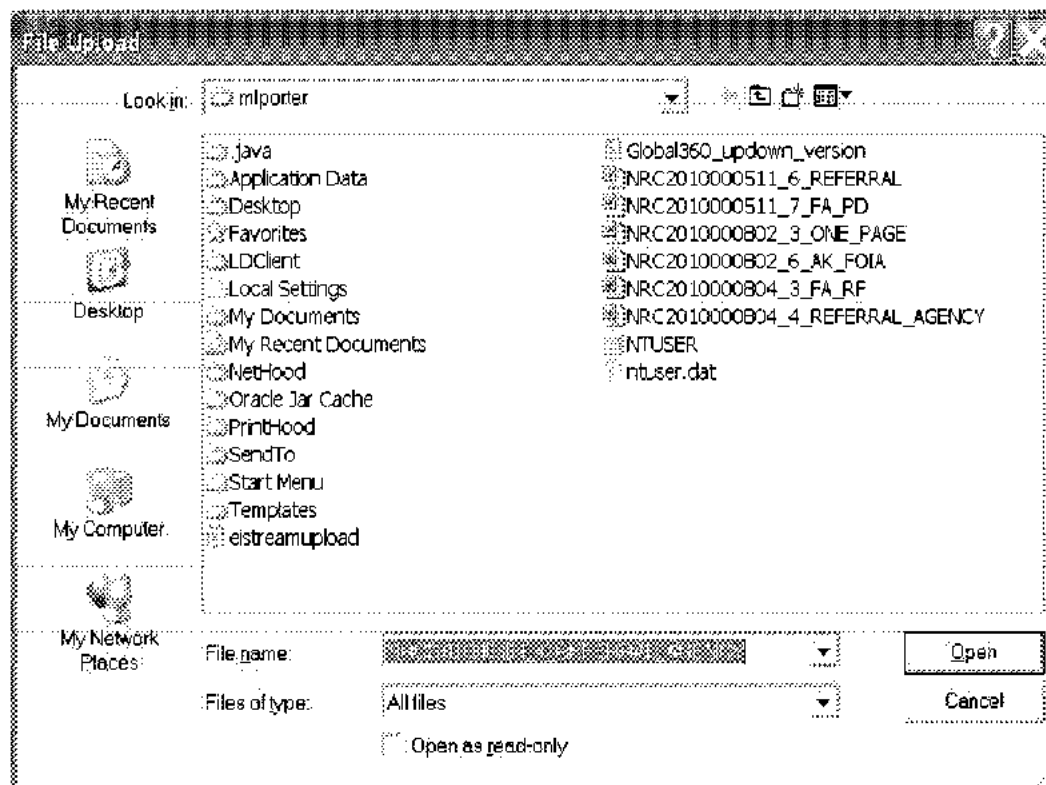 File Upload
Look in: mlporter
My Recent
Documents
Desktop
My Documents
My Computer
My Network
Places
.java
Application Data
Desktop
Favorites
LDClient
Local Settings
My Documents
My Recent Documents
NetHood
Oracle Jar Cache
PrintHood
SendTo
Start Menu
Templates
eistreamupload
Global360_updown_version
NRC2010000511_6_REFERRAL
NRC2010000511_7_FA_PD
NRC2010000802_3_ONE_PAGE
NRC2010000802_6_AK_FOIA
NRC2010000804_3_FA_RF
NRC2010000804_4_REFERRAL_AGENCY
NTUSER
ntuser.dat
File name:
Open
Files of type: All files
Cancel
Open as read-only